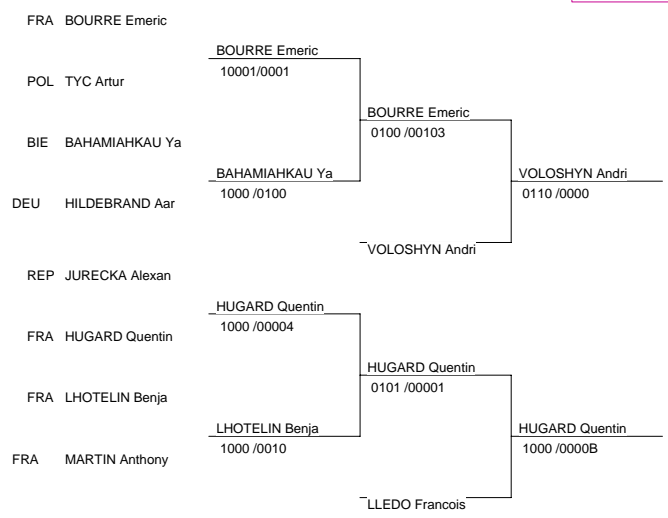 FRA BOURRE Emeric
BOURRE Emeric
10001/0001
POL TYC Artur
BOURRE Emeric
0100 /00103
BIE BAHAMIAHKAU Ya
BAHAMIAHKAU Ya
1000 /0100
VOLOSHYN Andri
0110 /0000
DEU HILDEBRAND Aar
VOLOSHYN Andri
REP JURECKA Alexan
HUGARD Quentin
1000 /00004
FRA HUGARD Quentin
HUGARD Quentin
0101 /00001
FRA LHOTELIN Benja
LHOTELIN Benja
1000 /0010
HUGARD Quentin
1000 /0000B
FRA MARTIN Anthony
LLEDO Francois